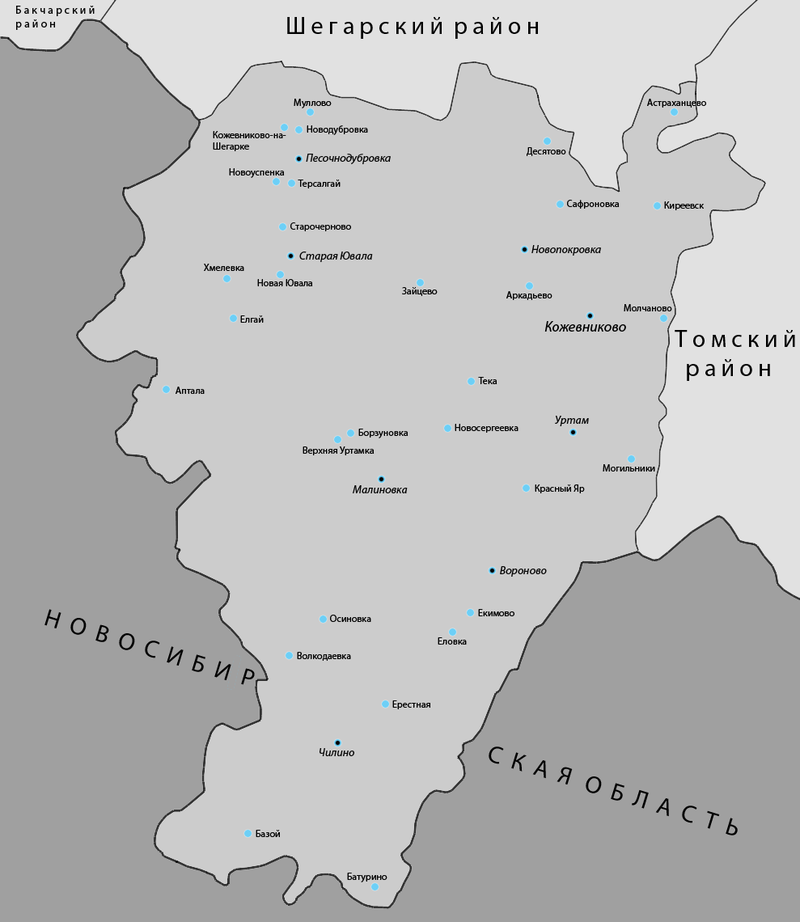 Бакчарский
район
Шегарский район
Муллово
Астраханцево
Кожевниково-на-
Шегарке
Новодубровка
Десятово
Песочнодубровка
Новоуспенка
Терсалгай
Сафроновка
Киреевск
Старочерново
Новопокровка
Старая Ювала
Хмелевка
Новая Ювала
Зайцево
Аркадьево
Молчаново
Елгай
Кожевниково
Томский
район
Тека
Аптала
Уртам
Борзуновка
Новосергеевка
Верхняя Уртамка
Могильники
Малиновка
Красный Яр
Вороново
Осиновка
Екимово
Еловка
НОВОСИБИР
Волкодаевка
Ерестная
Чилино
СКАЯ ОБЛАСТЬ
Базой
Батурино